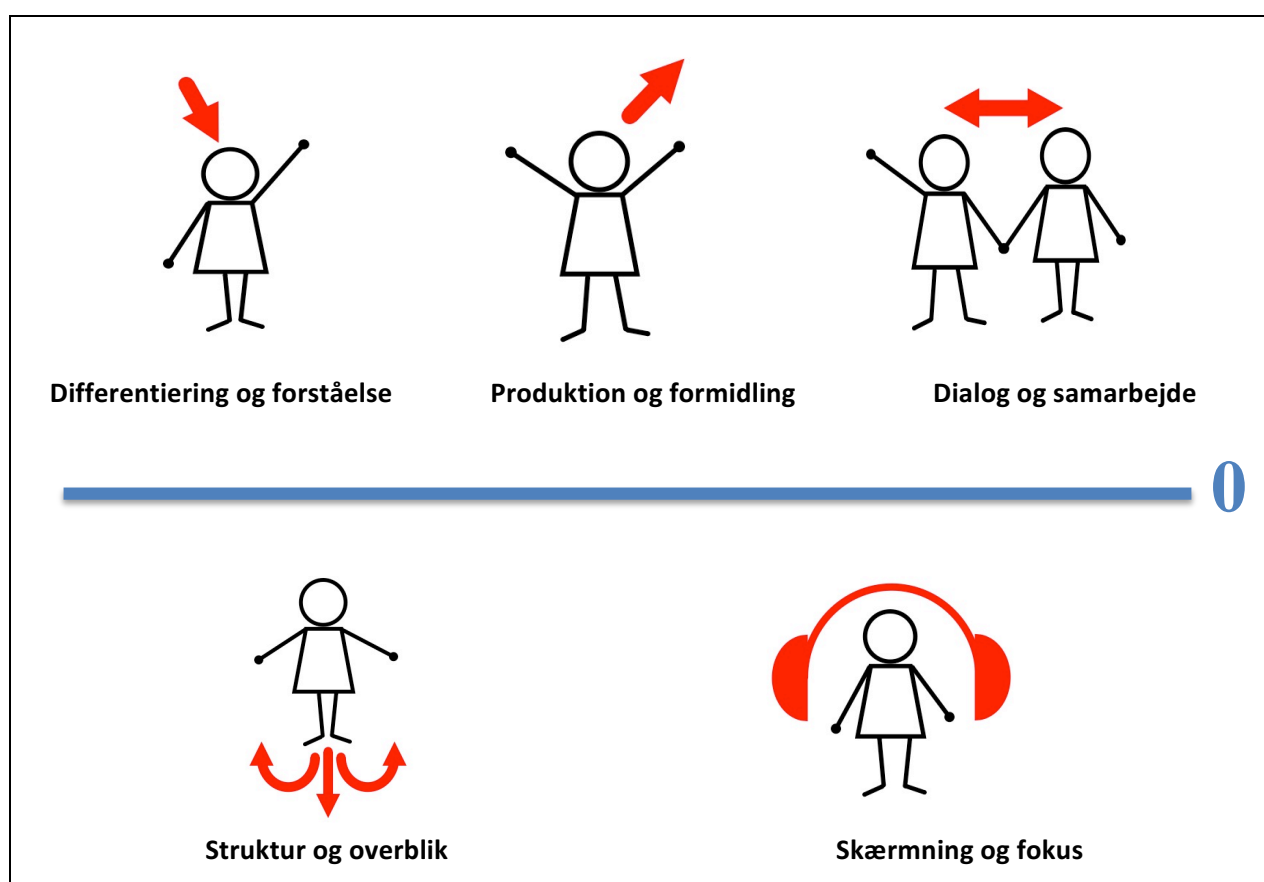 Differentiering og forståelse
Produktion og formidling
Dialog og samarbejde
0
Struktur og overblik
Skærmning og fokus